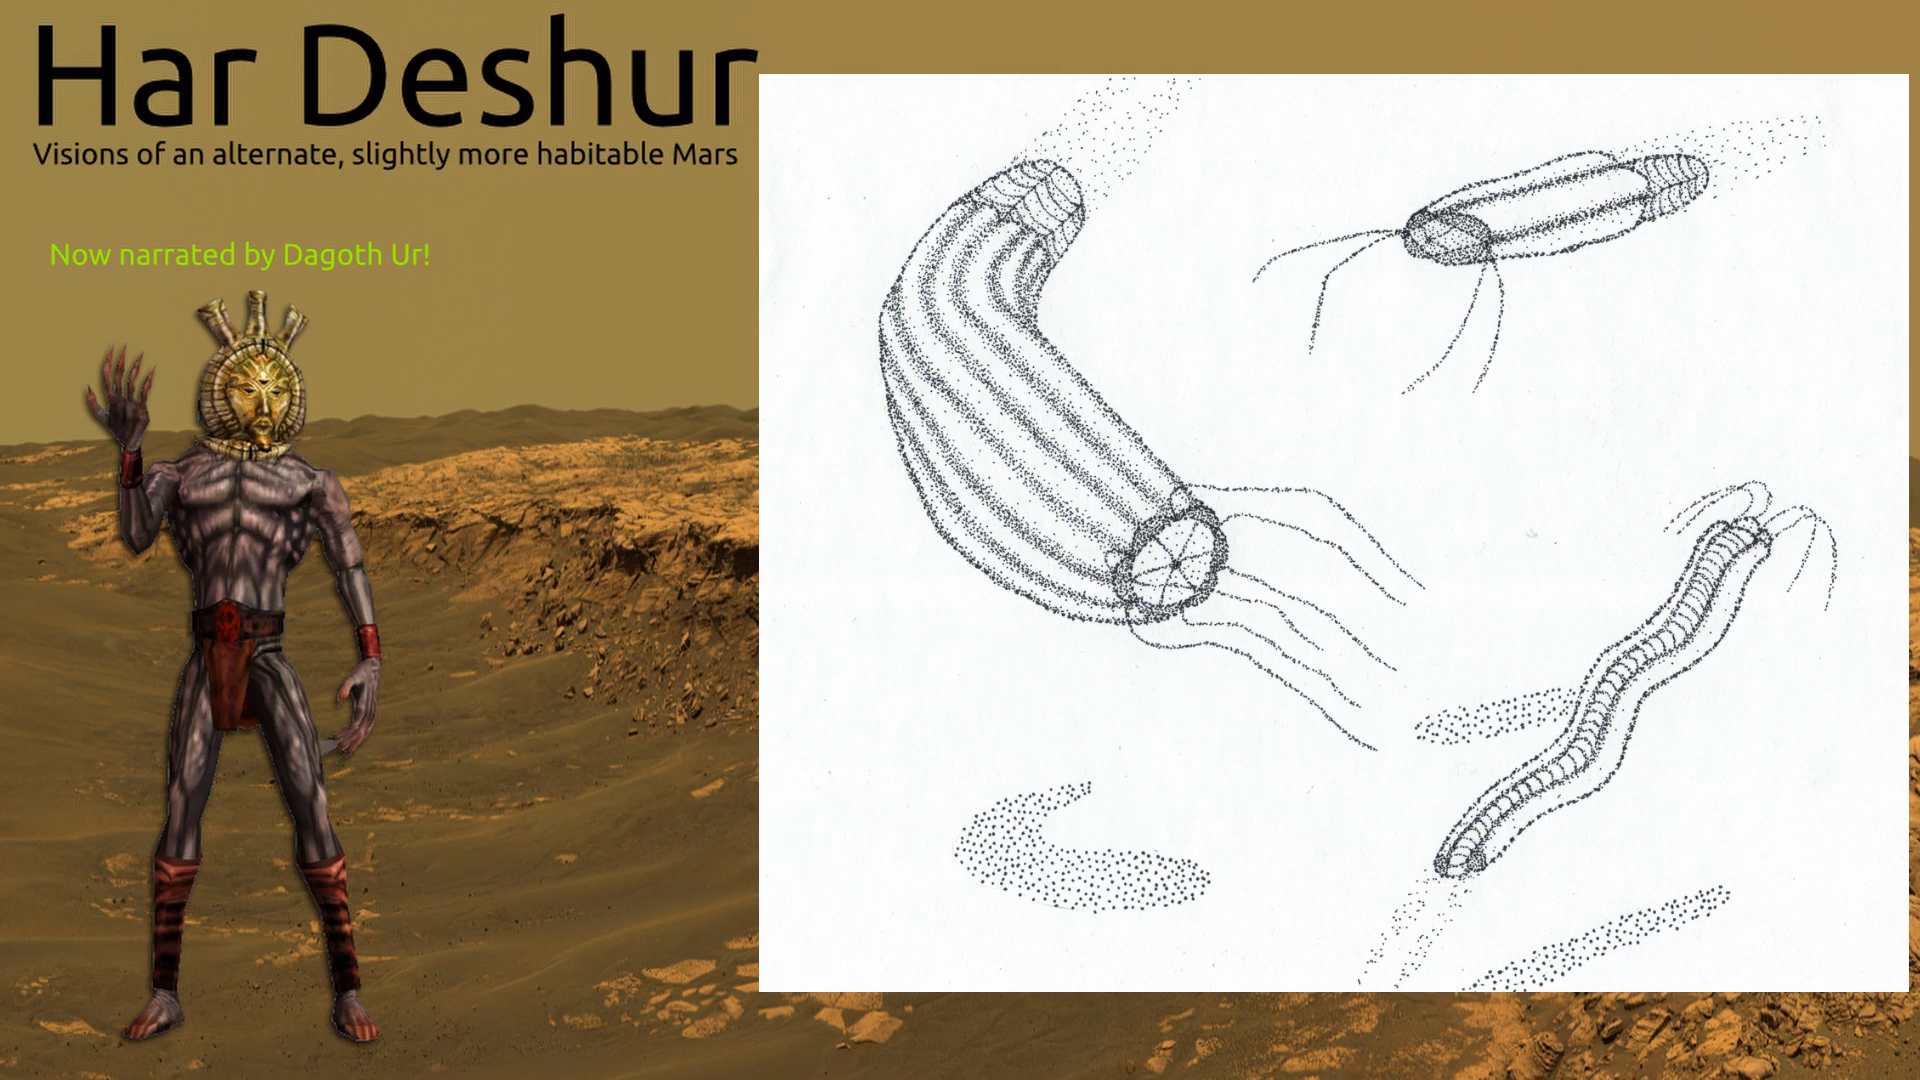 Har Deshur
Visions of an alternate, slightly more habitable Mars
Now narrated by Dagoth Ur!